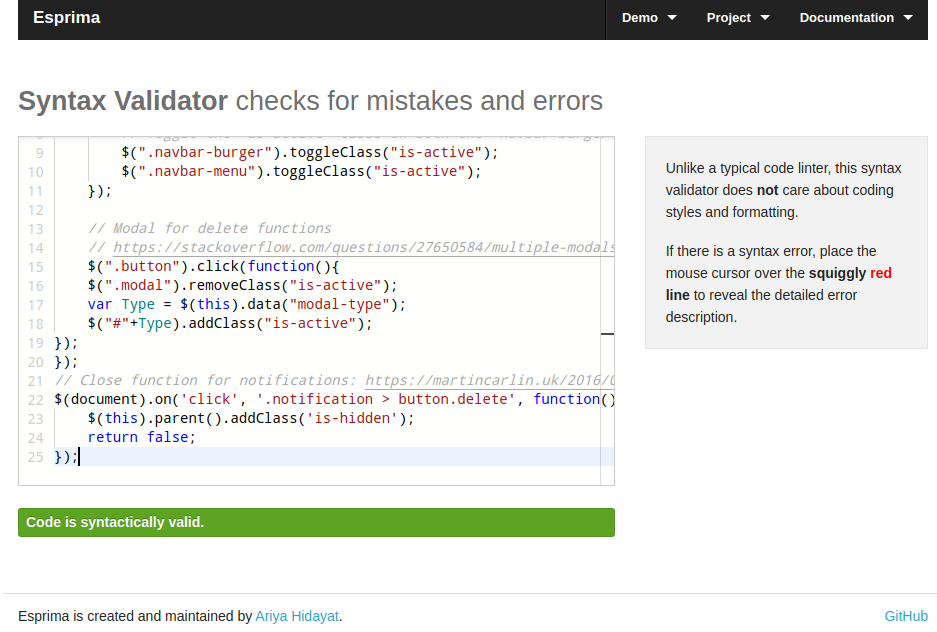 Esprima
Demo
Project
Documentation
Syntax Validator checks for mistakes and errors
9 $(".navbar-burger").toggleClass("is-active");
10 $(".navbar-menu").toggleClass("is-active");
11 });
12
13 // Modal for delete functions
14 // https://stackoverflow.com/questions/27650584/multiple-modals
15 $(".button").click(function(){
16 $(".modal").removeClass("is-active");
17 var Type = $(this).data("modal-type");
18 $("#"+Type).addClass("is-active");
19 });
20 });
21 // Close function for notifications: https://martincarlin.uk/2016/
22 $(document).on('click', '.notification > button.delete', function()
23 $(this).parent().addClass('is-hidden');
24 return false;
25 });
Unlike a typical code linter, this syntax
validator does not care about coding
styles and formatting.
If there is a syntax error, place the
mouse cursor over the squiggly red
line to reveal the detailed error
description.
Code is syntactically valid.
Esprima is created and maintained by Ariya Hidayat.
GitHub